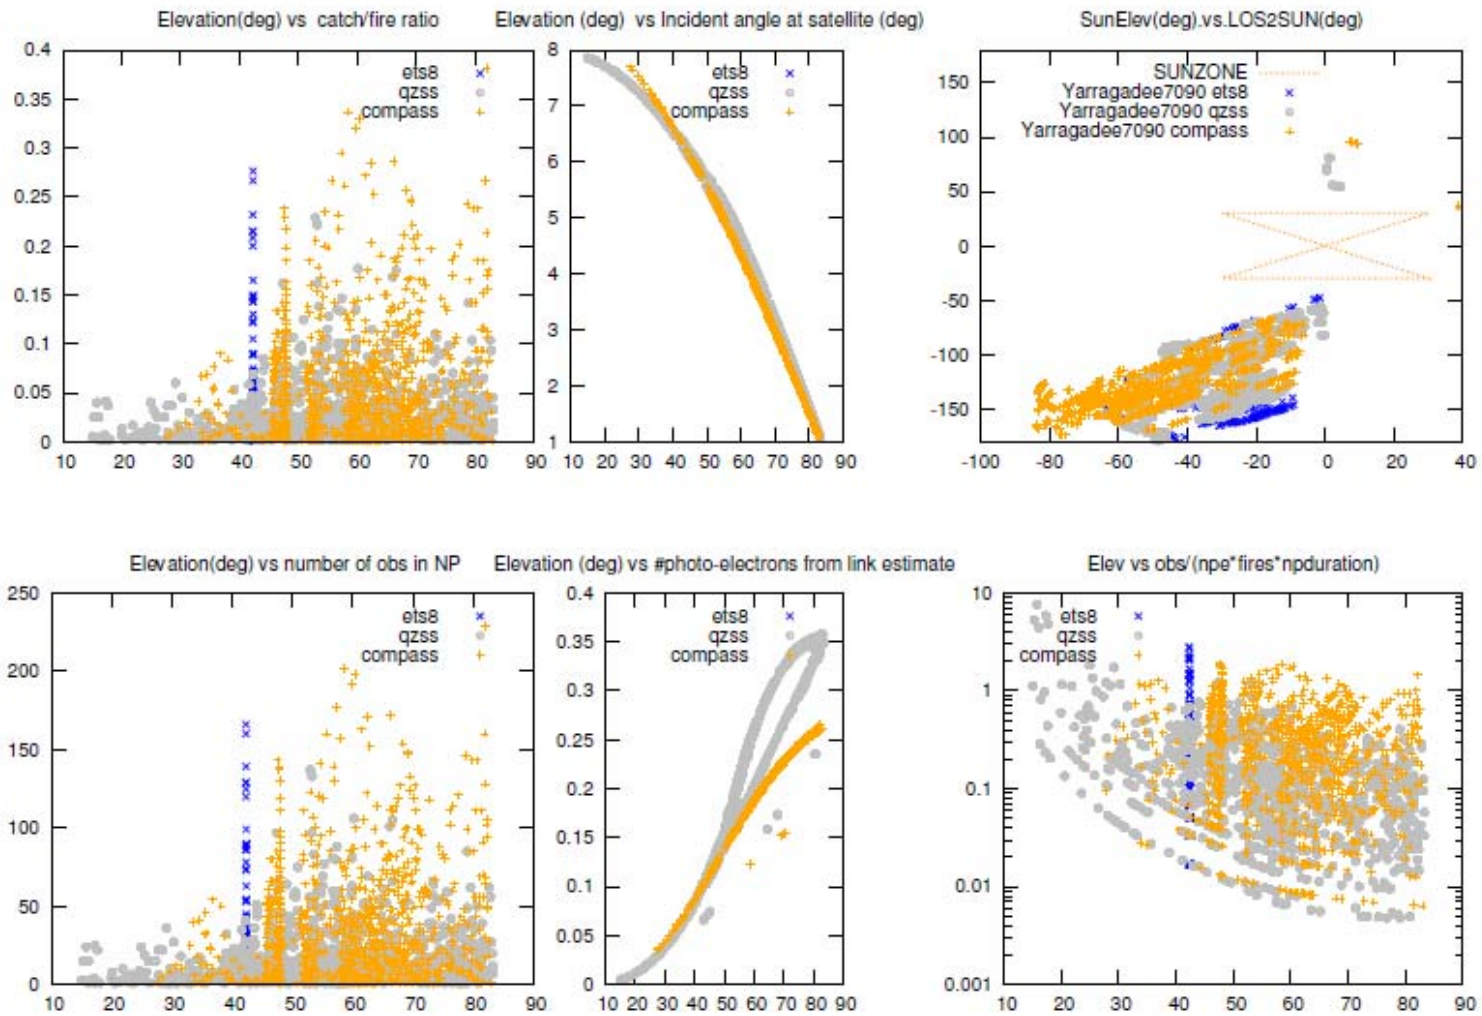 Elevation(deg) vs catch/fire ratio
0.4
0.35
0.3
0.25
0.2
0.15
0.1
0.05
0
ets8
qzss
compass
10 20 30 40 50 60 70 80 90
Elevation (deg) vs Incident angle at satellite (deg)
8
7
6
5
4
3
2
1
ets8
qzss
compass
10 20 30 40 50 60 70 80 90
SunElev(deg).vs.LOS2SUN(deg)
150
100
50
0
-50
-100
-150
SUNZONE
Yarragadee7090 ets8
Yarragadee7090 qzss
Yarragadee7090 compass
-100 -80 -60 -40 -20 0 20 40
Elevation(deg) vs number of obs in NP
250
200
150
100
50
0
ets8
qzss
compass
10 20 30 40 50 60 70 80 90
Elevation (deg) vs #photo-electrons from link estimate
0.4
0.35
0.3
0.25
0.2
0.15
0.1
0.05
0
ets8
qzss
compass
10 20 30 40 50 60 70 80 90
Elev vs obs/(npe*fires*npduration)
10
1
0.1
0.01
0.001
ets8
qzss
compass
10 20 30 40 50 60 70 80 90